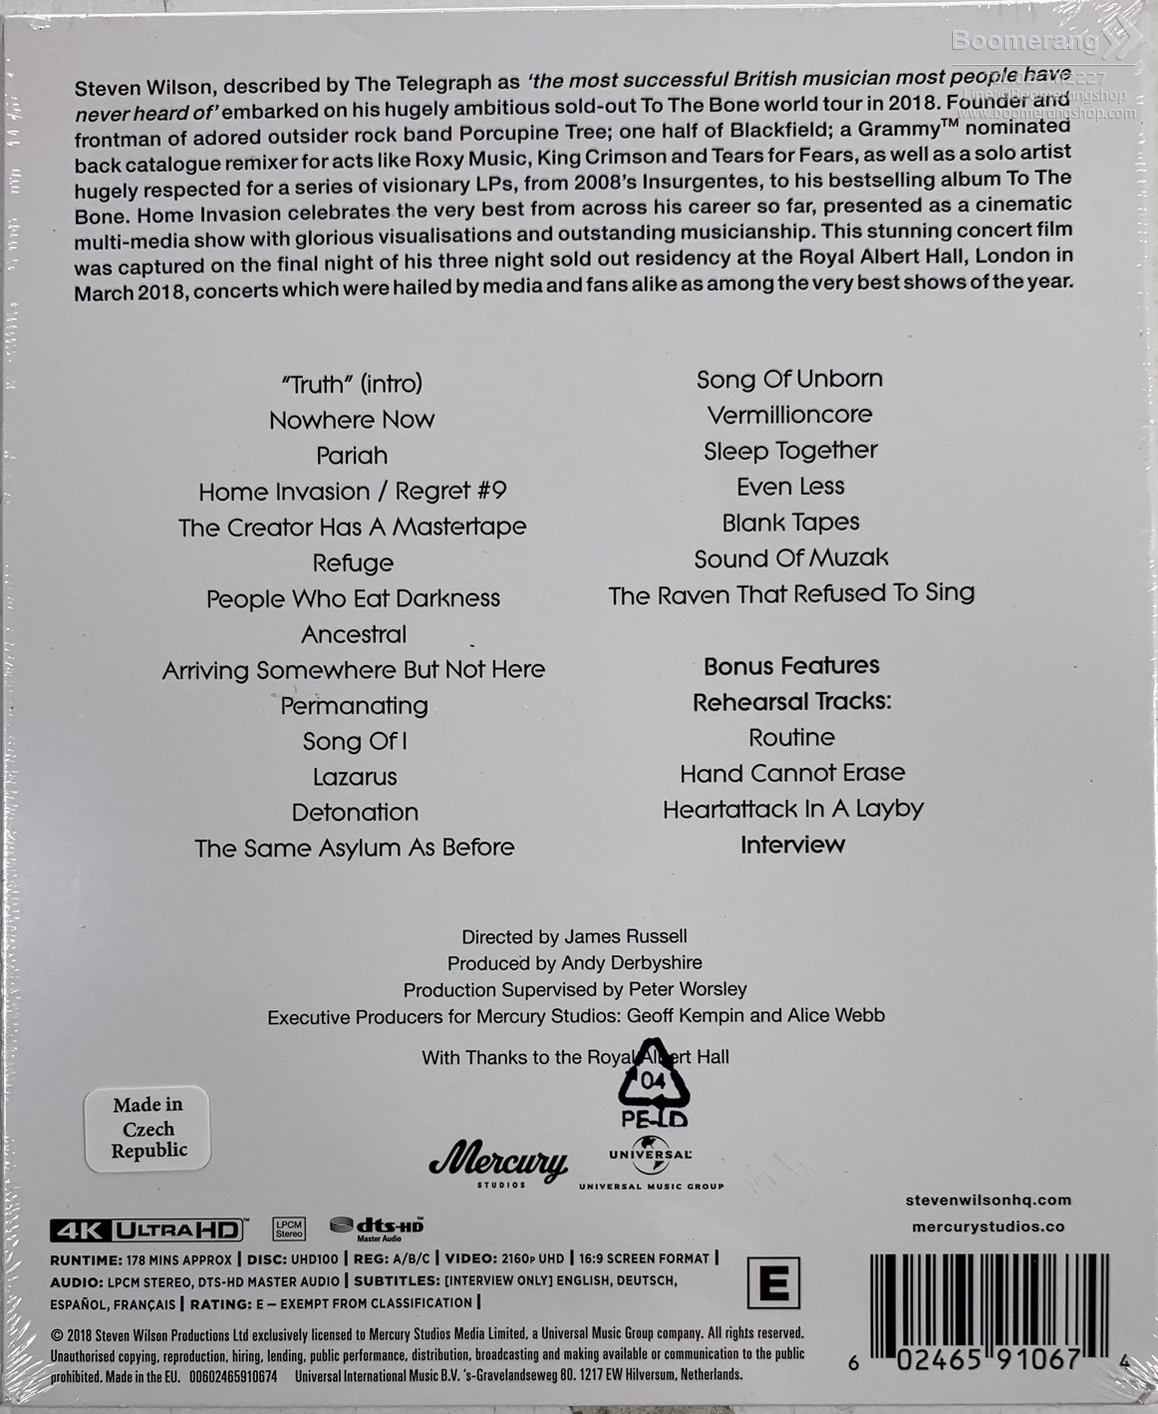 Boomerang
www.boomerangshop.com
Steven Wilson, described by The Telegraph as 'the most successful British musician most people have
never heard of' embarked on his hugely ambitious sold-out To The Bone world tour in 2018. Founder and
frontman of adored outsider rock band Porcupine Tree; one half of Blackfield; a Grammy™ nominated
back catalogue remixer for acts like Roxy Music, King Crimson and Tears for Fears, as well as a solo artist
hugely respected for a series of visionary LPs, from 2008's Insurgentes, to his bestselling album To The
Bone. Home Invasion celebrates the very best from across his career so far, presented as a cinematic
multi-media show with glorious visualisations and outstanding musicianship. This stunning concert film
was captured on the final night of his three night sold out residency at the Royal Albert Hall, London in
March 2018, concerts which were hailed by media and fans alike as among the very best shows of the year.
"Truth" (intro)
Nowhere Now
Pariah
Home Invasion / Regret #9
The Creator Has A Mastertape
Refuge
People Who Eat Darkness
Ancestral
Arriving Somewhere But Not Here
Permanating
Song Of I
Lazarus
Detonation
The Same Asylum As Before
Song Of Unborn
Vermillioncore
Sleep Together
Even Less
Blank Tapes
Sound Of Muzak
The Raven That Refused To Sing
Bonus Features
Rehearsal Tracks:
Routine
Hand Cannot Erase
Heartattack In A Layby
Interview
Directed by James Russell
Produced by Andy Derbyshire
Production Supervised by Peter Worsley
Executive Producers for Mercury Studios: Geoff Kempin and Alice Webb
With Thanks to the Royal Albert Hall
04
PE-LD
Made in
Czech
Republic
Mercury
STUDIOS
UNIVERSAL
UNIVERSAL MUSIC GROUP
stevenwilsonhq.com
mercurystudios.co
4K ULTRA HD™
LPCM
Stereo
dts-HD™
Master Audio
RUNTIME: 178 MINS APPROX | DISC: UHD100 | REG: A/B/C | VIDEO: 2160p UHD | 16:9 SCREEN FORMAT |
AUDIO: LPCM STEREO, DTS-HD MASTER AUDIO | SUBTITLES: [INTERVIEW ONLY] ENGLISH, DEUTSCH,
ESPAÑOL, FRANÇAIS | RATING: E – EXEMPT FROM CLASSIFICATION |
E
© 2018 Steven Wilson Productions Ltd exclusively licensed to Mercury Studios Media Limited, a Universal Music Group company. All rights reserved.
Unauthorised copying, reproduction, hiring, lending, public performance, distribution, broadcasting and making available or communication to the public
prohibited. Made in the EU. 00602465910674 Universal International Music B.V. 's-Gravelandseweg 80. 1217 EW Hilversum, Netherlands.
6 02465 91067 4